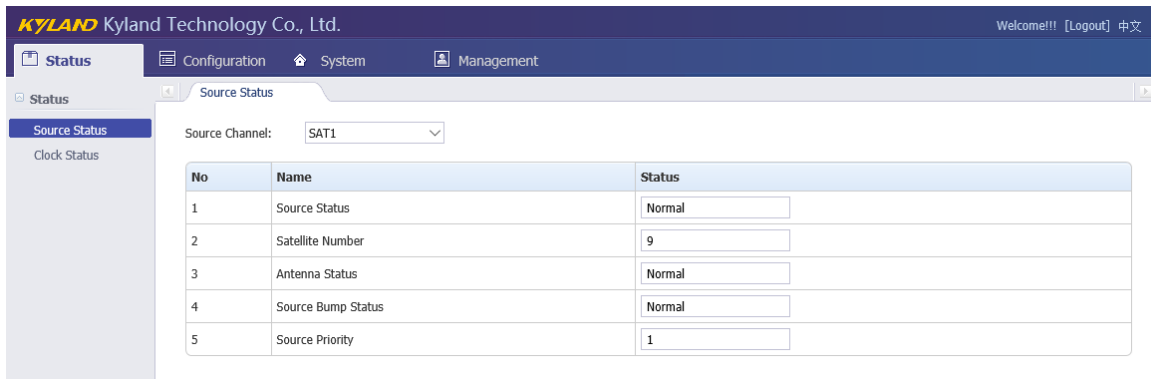 KYLAND Kyland Technology Co., Ltd.
Welcome!!! [Logout] 中文
Status Configuration System Management
Status
Source Status
Clock Status
Source Status
Source Channel: SAT1
No Name Status
1 Source Status Normal
2 Satellite Number 9
3 Antenna Status Normal
4 Source Bump Status Normal
5 Source Priority 1